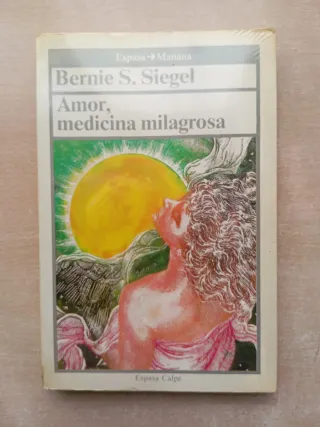 Espasa➔Mañana
Bernie S. Siegel
Amor,
medicina milagrosa
Espasa Calpe